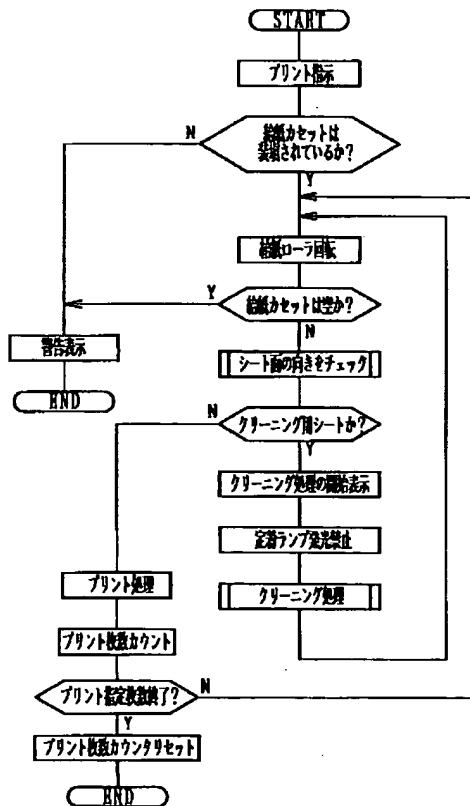 START
プリント指示
給紙カセットは
装填されているか?
N
Y
給紙ローラ回転
給紙カセットは空か?
Y
N
警告表示
END
シート面の向きをチェック
クリーニング用シートか?
N
Y
クリーニング処理の開始表示
定着ランプ発光禁止
クリーニング処理
プリント処理
プリント枚数カウント
プリント指定枚数終了?
N
Y
プリント枚数カウンタリセット
END